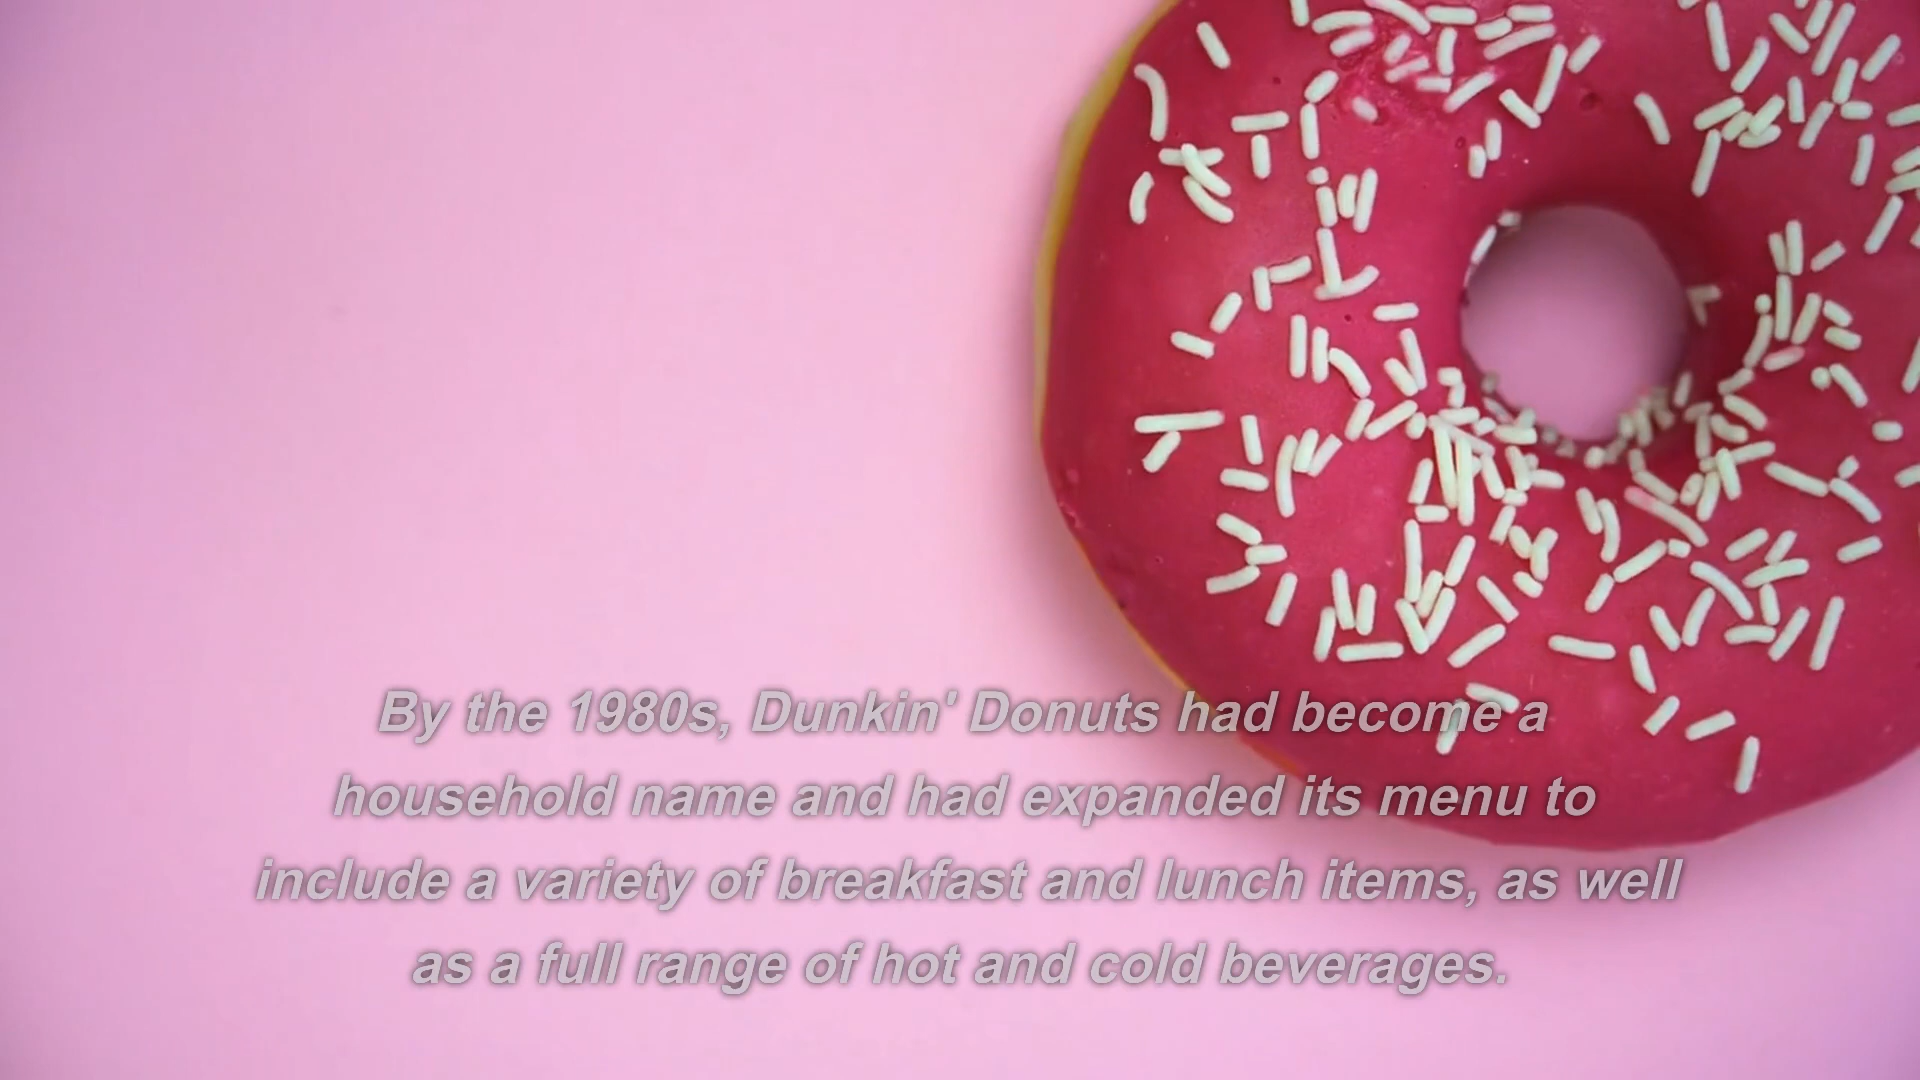 By the 1980s, Dunkin' Donuts had become a
household name and had expanded its menu to
include a variety of breakfast and lunch items, as well
as a full range of hot and cold beverages.